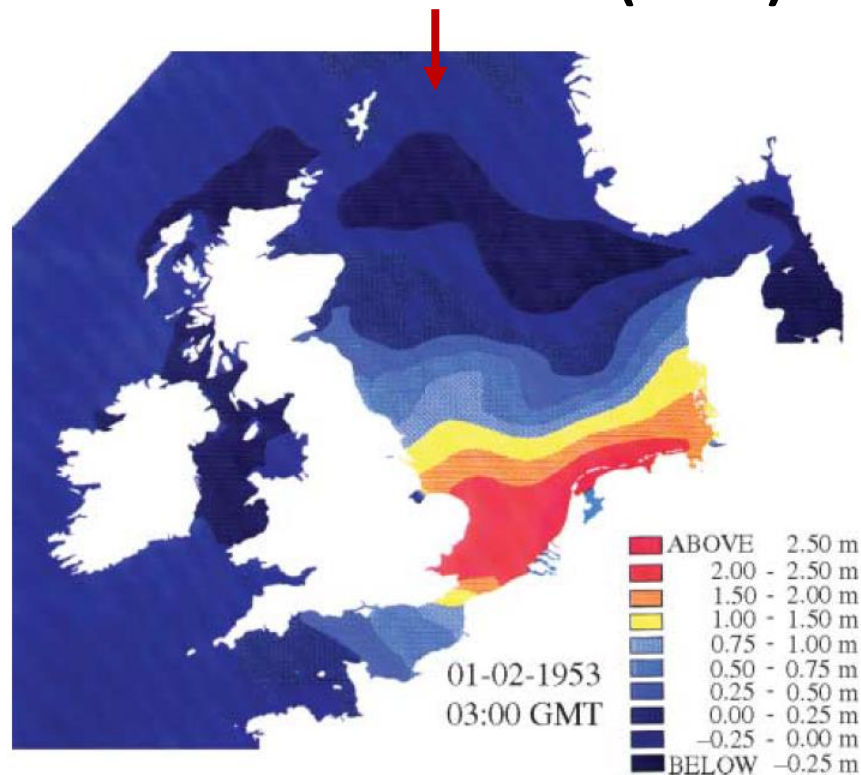 ABOVE 2.50 m
2.00 - 2.50 m
1.50 - 2.00 m
1.00 - 1.50 m
0.75 - 1.00 m
0.50 - 0.75 m
0.25 - 0.50 m
0.00 - 0.25 m
–0.25 - 0.00 m
BELOW –0.25 m
01-02-1953
03:00 GMT